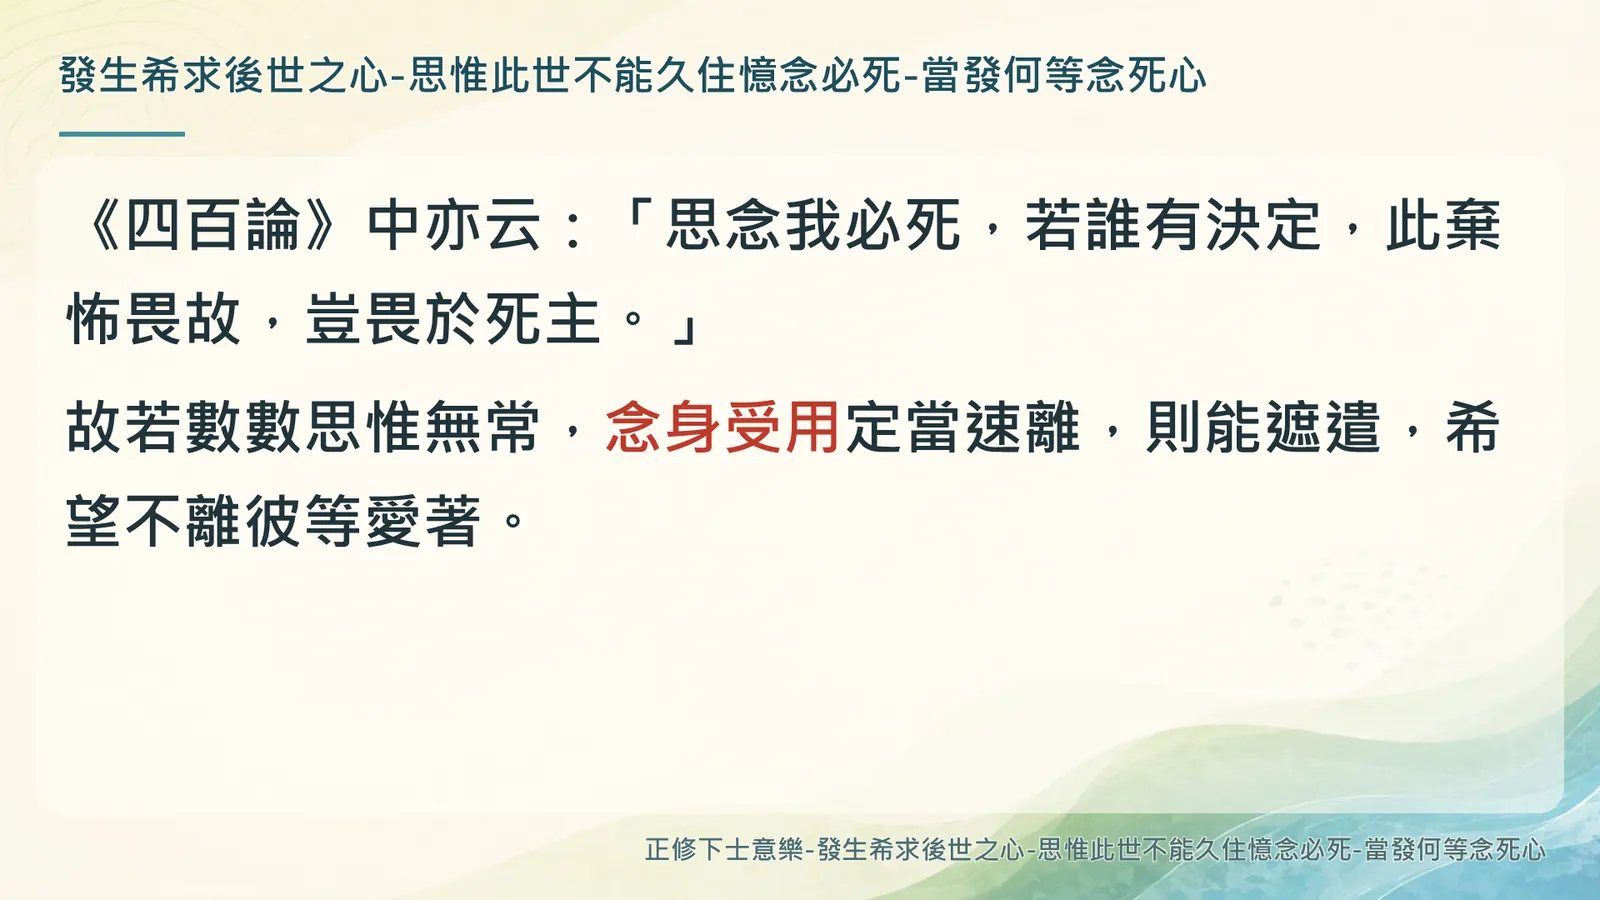 發生希求後世之心-思惟此世不能久住憶念必死-當發何等念死心
《四百論》中亦云：「思念我必死，若誰有決定，此棄
怖畏故，豈畏於死主。」
故若數數思惟無常，念身受用定當速離，則能遮遣，希
望不離彼等愛著。
正修下士意樂-發生希求後世之心-思惟此世不能久住憶念必死-當發何等念死心